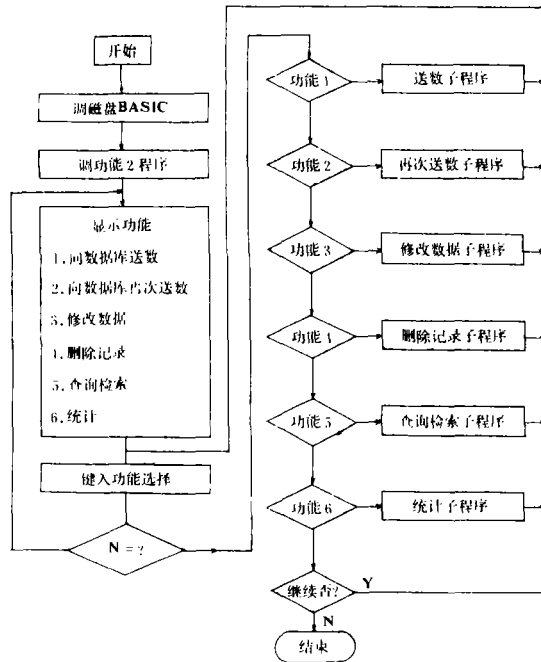 开始
调磁盘BASIC
调功能2程序
显示功能
1.向数据库送数
2.向数据库再次送数
3.修改数据
4.删除记录
5.查询检索
6.统计
键入功能选择
N=?
功能1
送数子程序
功能2
再次送数子程序
功能3
修改数据子程序
功能4
删除记录子程序
功能5
查询检索子程序
功能6
统计子程序
继续否?
Y
N
结束